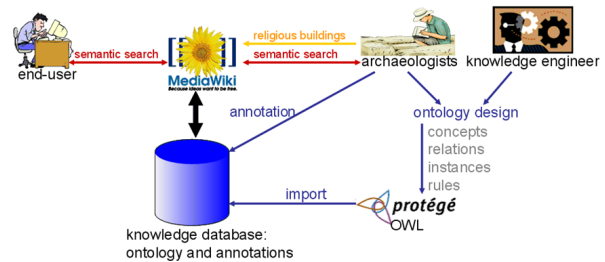 religious buildings
semantic search
semantic search
[[ ]]
end-user
MediaWiki
Because ideas want to be free.
archaeologists
knowledge engineer
annotation
ontology design
concepts
relations
instances
rules
import
protégé
OWL
knowledge database:
ontology and annotations